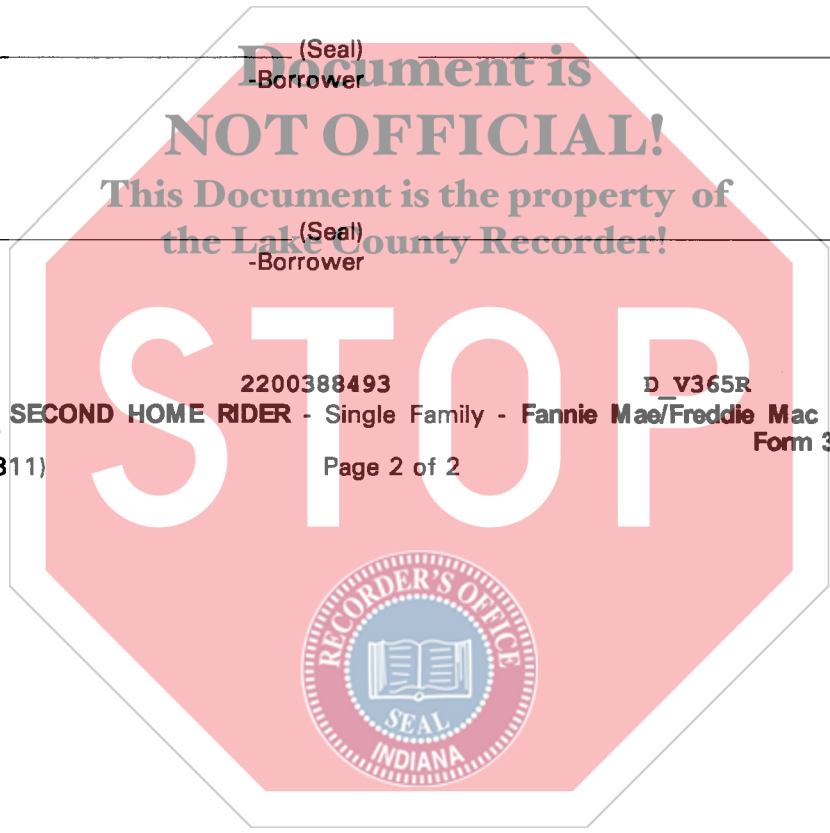 (Seal)
-Borrower
Document is
NOT OFFICIAL!
This Document is the property of
the Lake County Recorder!
(Seal)
-Borrower
STOP
2200388493 D_V365R
SECOND HOME RIDER - Single Family - Fannie Mae/Freddie Mac
Form 3
811) Page 2 of 2
RECORDER'S OFFICE
SEAL
INDIANA